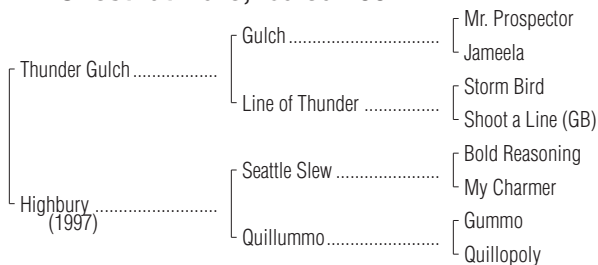 Mr. Prospector
Gulch ................................
Jameela
Thunder Gulch ..................
Storm Bird
Line of Thunder ................
Shoot a Line (GB)
Bold Reasoning
Seattle Slew ......................
My Charmer
Highbury ..........................
(1997)
Gummo
Quillummo ........................
Quillopoly